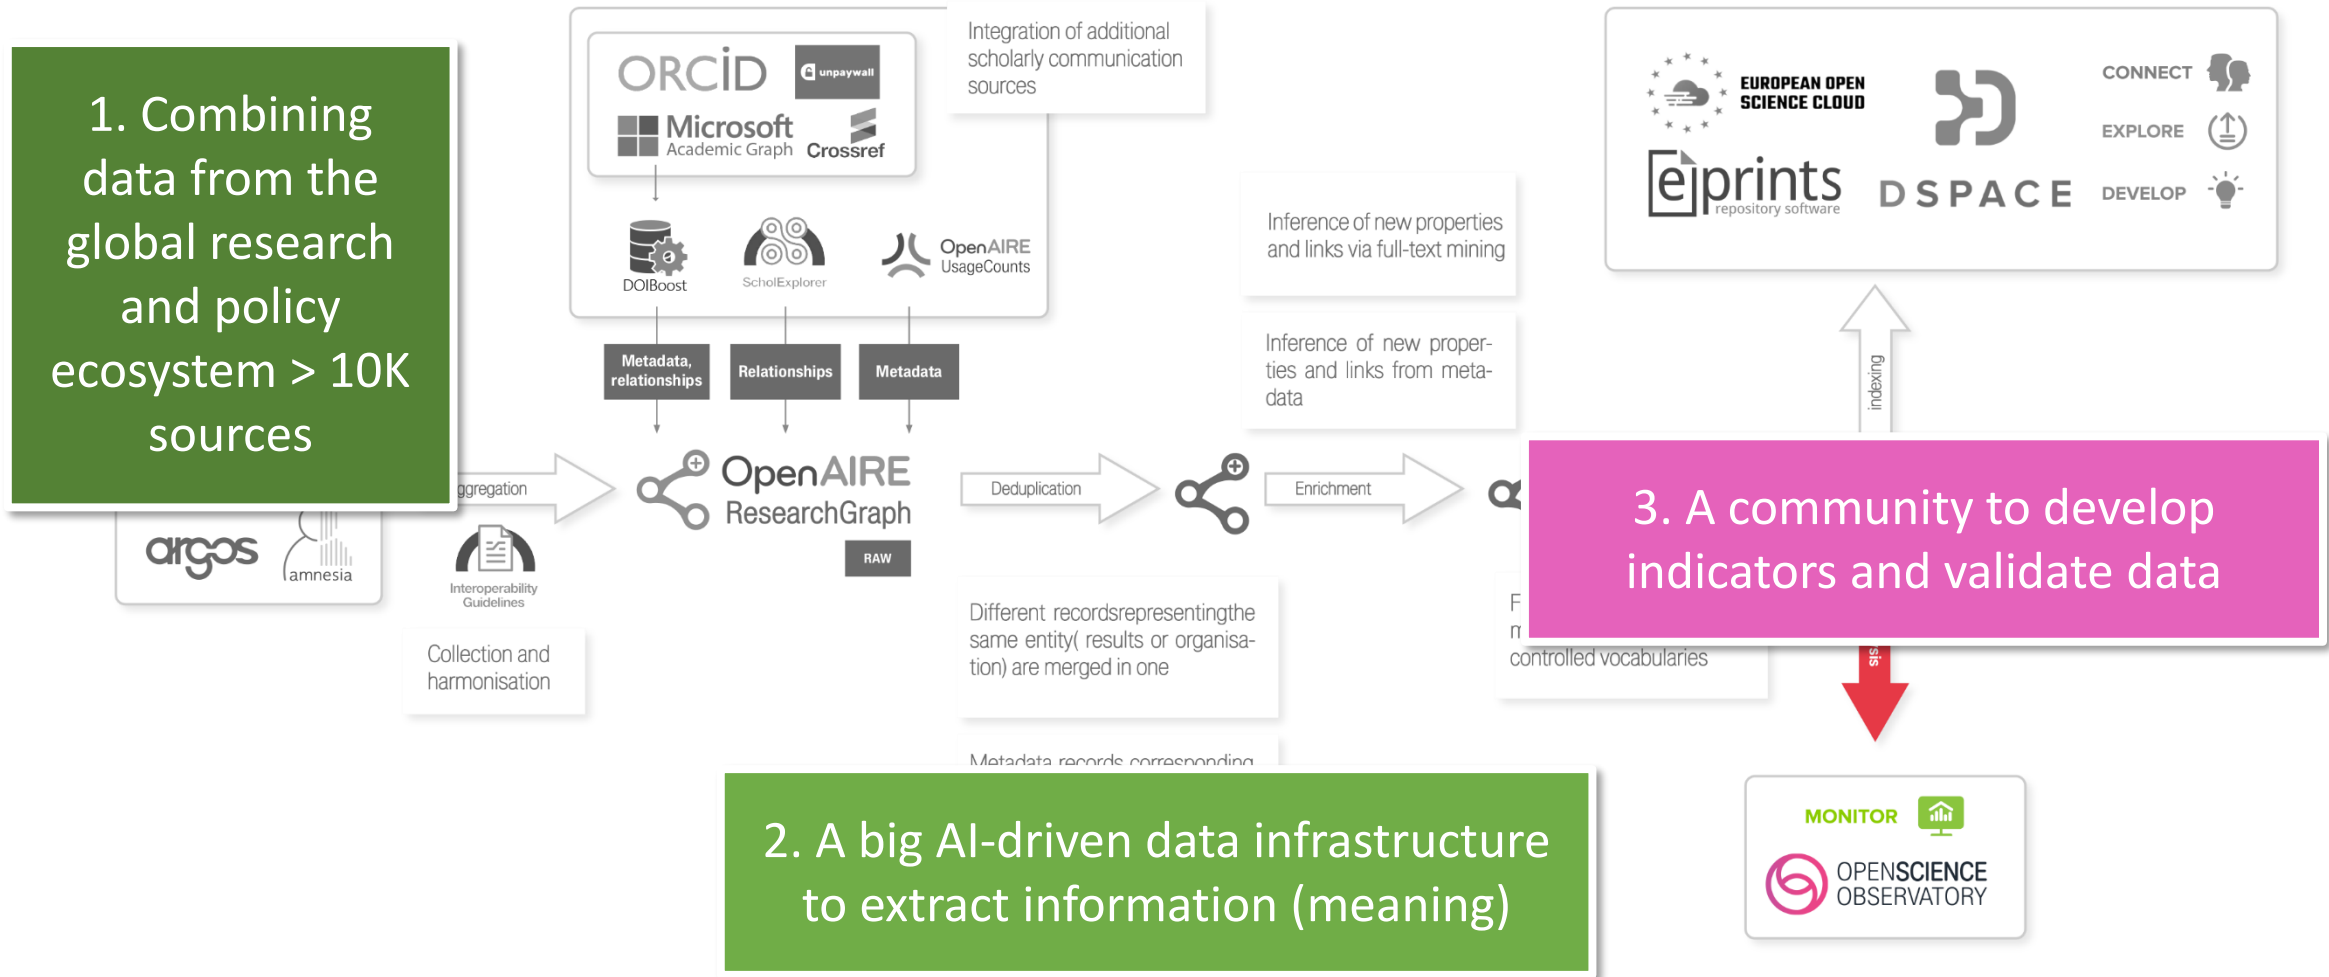 1. Combining
data from the
global research
and policy
ecosystem > 10K
sources
argos
amnesia
ggregation
Interoperability
Guidelines
Collection and
harmonisation
ORCID
unpaywall
Microsoft
Academic Graph
Crossref
Integration of additional
scholarly communication
sources
DOIBoost
ScholExplorer
OpenAIRE
UsageCounts
Metadata,
relationships
Relationships
Metadata
OpenAIRE
ResearchGraph
RAW
Deduplication
Different recordsrepresentingthe
same entity( results or organisa-
tion) are merged in one
Metadata records corresponding
2. A big AI-driven data infrastructure
to extract information (meaning)
Inference of new properties
and links via full-text mining
Inference of new proper-
ties and links from meta-
data
Enrichment
EUROPEAN OPEN
SCIENCE CLOUD
eprints
repository software
DSPACE
CONNECT
EXPLORE
DEVELOP
indexing
3. A community to develop
indicators and validate data
controlled vocabularies
MONITOR
OPENSCIENCE
OBSERVATORY